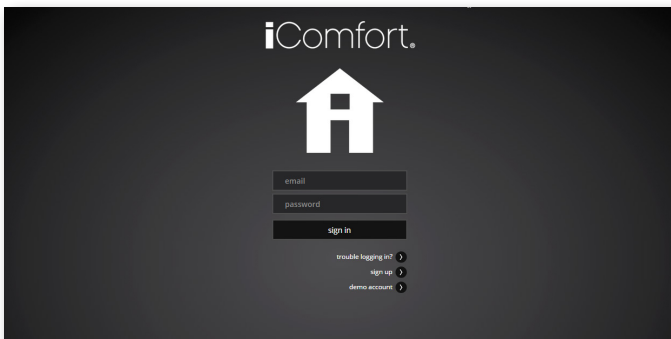 iComfort®
email
password
sign in
trouble logging in?
sign up
demo account